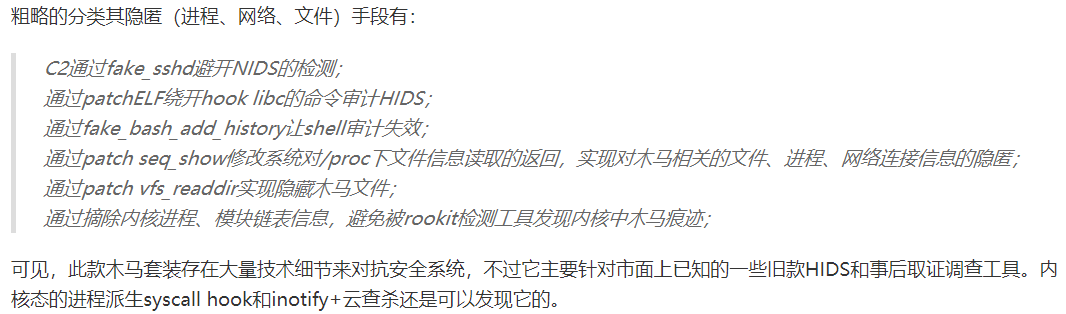 粗略的分类其隐匿（进程、网络、文件）手段有：
C2通过fake_sshd避开NIDS的检测；
通过patchELF绕开hook libc的命令审计HIDS；
通过fake_bash_add_history让shell审计失效；
通过patch seq_show修改系统对/proc下文件信息读取的返回，实现对木马相关的文件、进程、网络连接信息的隐匿；
通过patch vfs_readdir实现隐藏木马文件；
通过摘除内核进程、模块链表信息，避免被rookit检测工具发现内核中木马痕迹；
可见，此款木马套装存在大量技术细节来对抗安全系统，不过它主要针对市面上已知的一些旧款HIDS和事后取证调查工具。内
核态的进程派生syscall hook和inotify+云查杀还是可以发现它的。